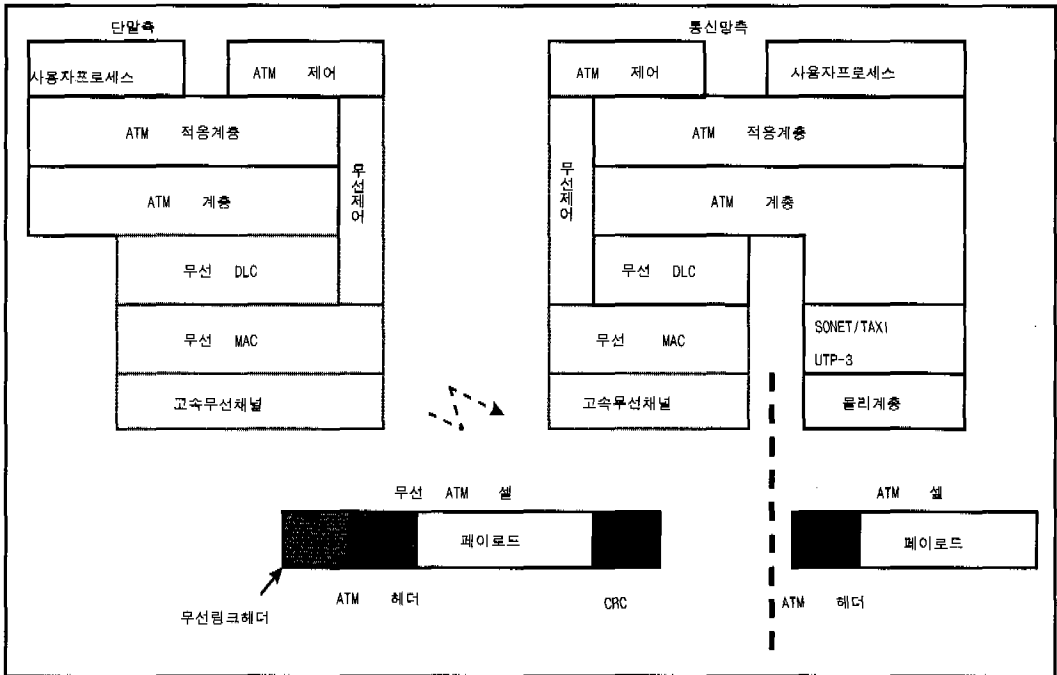 단말측 통신망측
사용자프로세스 ATM 제어 ATM 제어 사용자프로세스
ATM 적응계층 ATM 적응계층
무선제어 무선제어
ATM 계층 ATM 계층
무선 DLC 무선 DLC
무선 MAC 무선 MAC SONET/TAXI
UTP-3
고속무선채널 고속무선채널 물리계층
무선 ATM 셀 ATM 셀
페이로드 페이로드
ATM 헤더 CRC ATM 헤더
무선링크헤더